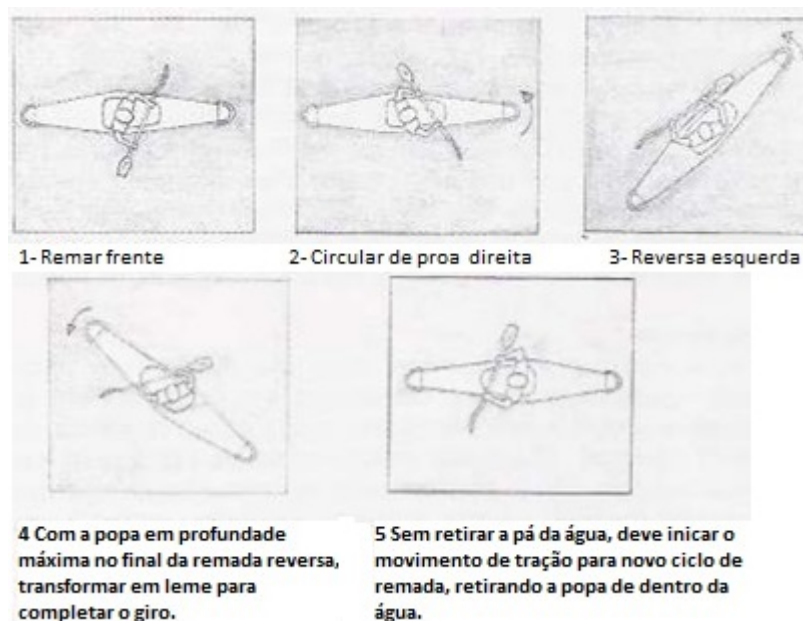 1- Remar frente
2- Circular de proa direita
3- Reversa esquerda
4 Com a popa em profundade
máxima no final da remada reversa,
transformar em leme para
completar o giro.
5 Sem retirar a pá da água, deve inicar o
movimento de tração para novo ciclo de
remada, retirando a popa de dentro da
água.